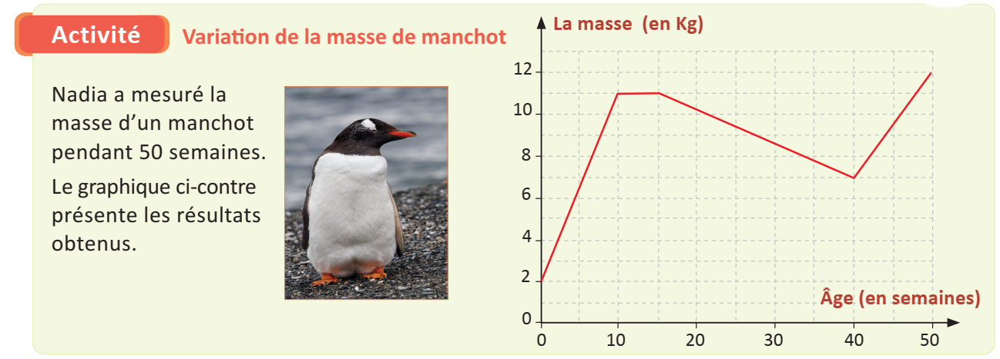 Activité
Variation de la masse de manchot
Nadia a mesuré la
masse d’un manchot
pendant 50 semaines.
Le graphique ci-contre
présente les résultats
obtenus.
La masse (en Kg)
12
10
8
6
4
2
0
Âge (en semaines)
0 10 20 30 40 50